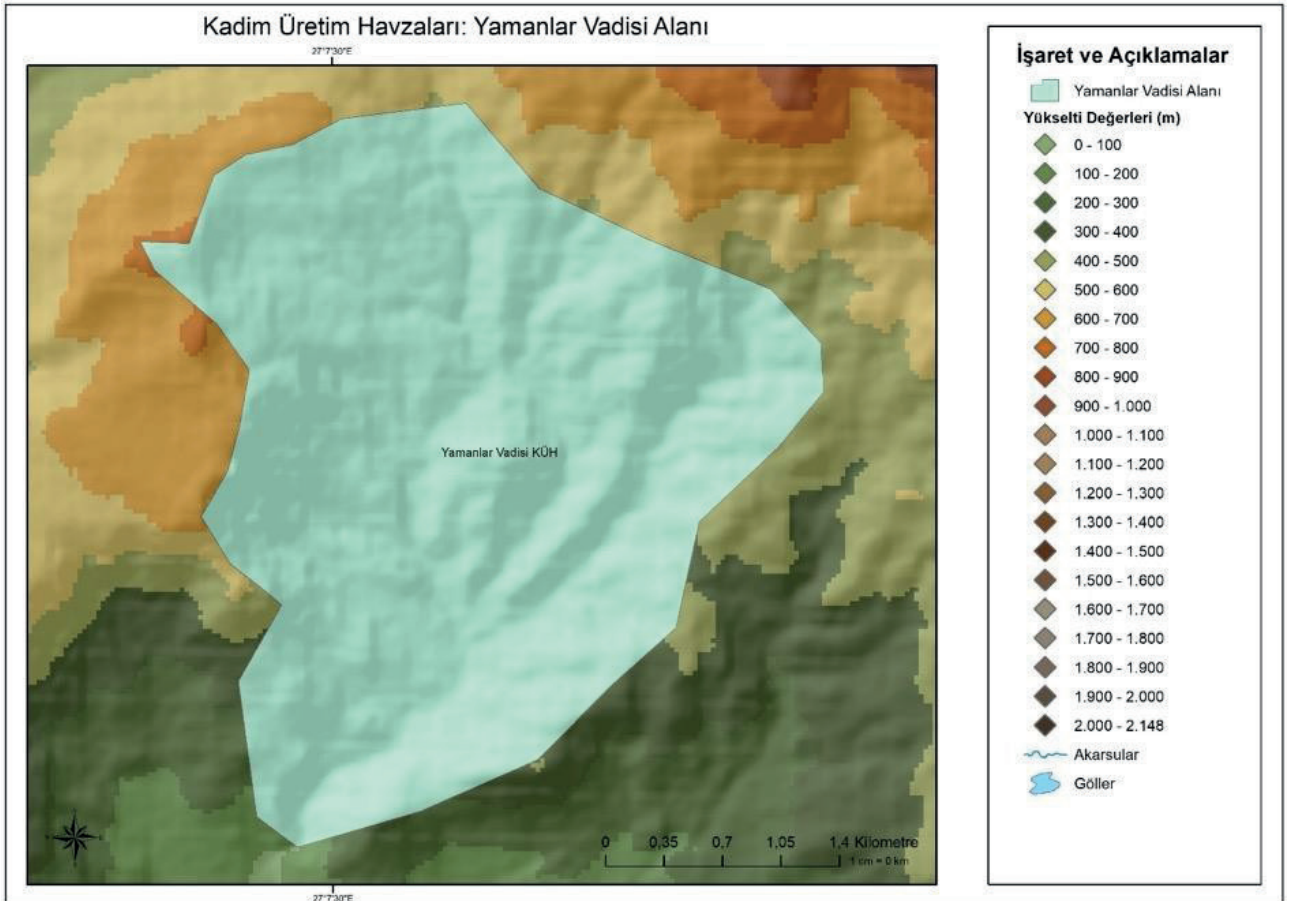 Kadim Üretim Havzaları: Yamanlar Vadisi Alanı
27°7'30"E
Yamanlar Vadisi KÜH
0 0,35 0,7 1,05 1,4 Kilometre
1 cm = 0 km
27°7'30"E
İşaret ve Açıklamalar
Yamanlar Vadisi Alanı
Yükselti Değerleri (m)
0 - 100
100 - 200
200 - 300
300 - 400
400 - 500
500 - 600
600 - 700
700 - 800
800 - 900
900 - 1.000
1.000 - 1.100
1.100 - 1.200
1.200 - 1.300
1.300 - 1.400
1.400 - 1.500
1.500 - 1.600
1.600 - 1.700
1.700 - 1.800
1.800 - 1.900
1.900 - 2.000
2.000 - 2.148
Akarsular
Göller